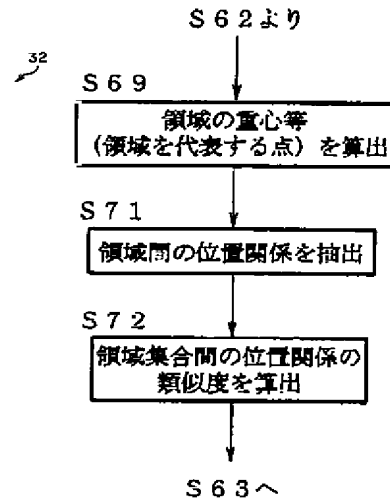 S62より
32
S69
領域の重心等
(領域を代表する点)を算出
S71
領域間の位置関係を抽出
S72
領域集合間の位置関係の
類似度を算出
S63へ